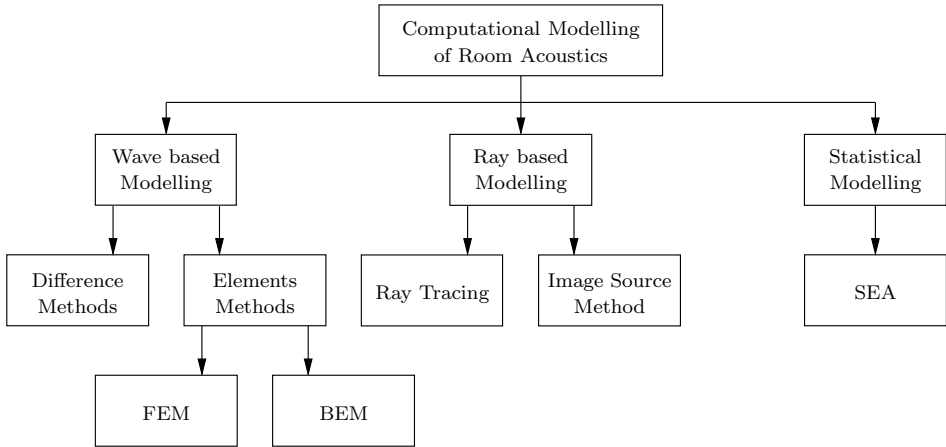 Computational Modelling
of Room Acoustics
Wave based
Modelling
Ray based
Modelling
Statistical
Modelling
Difference
Methods
Elements
Methods
Ray Tracing
Image Source
Method
SEA
FEM
BEM